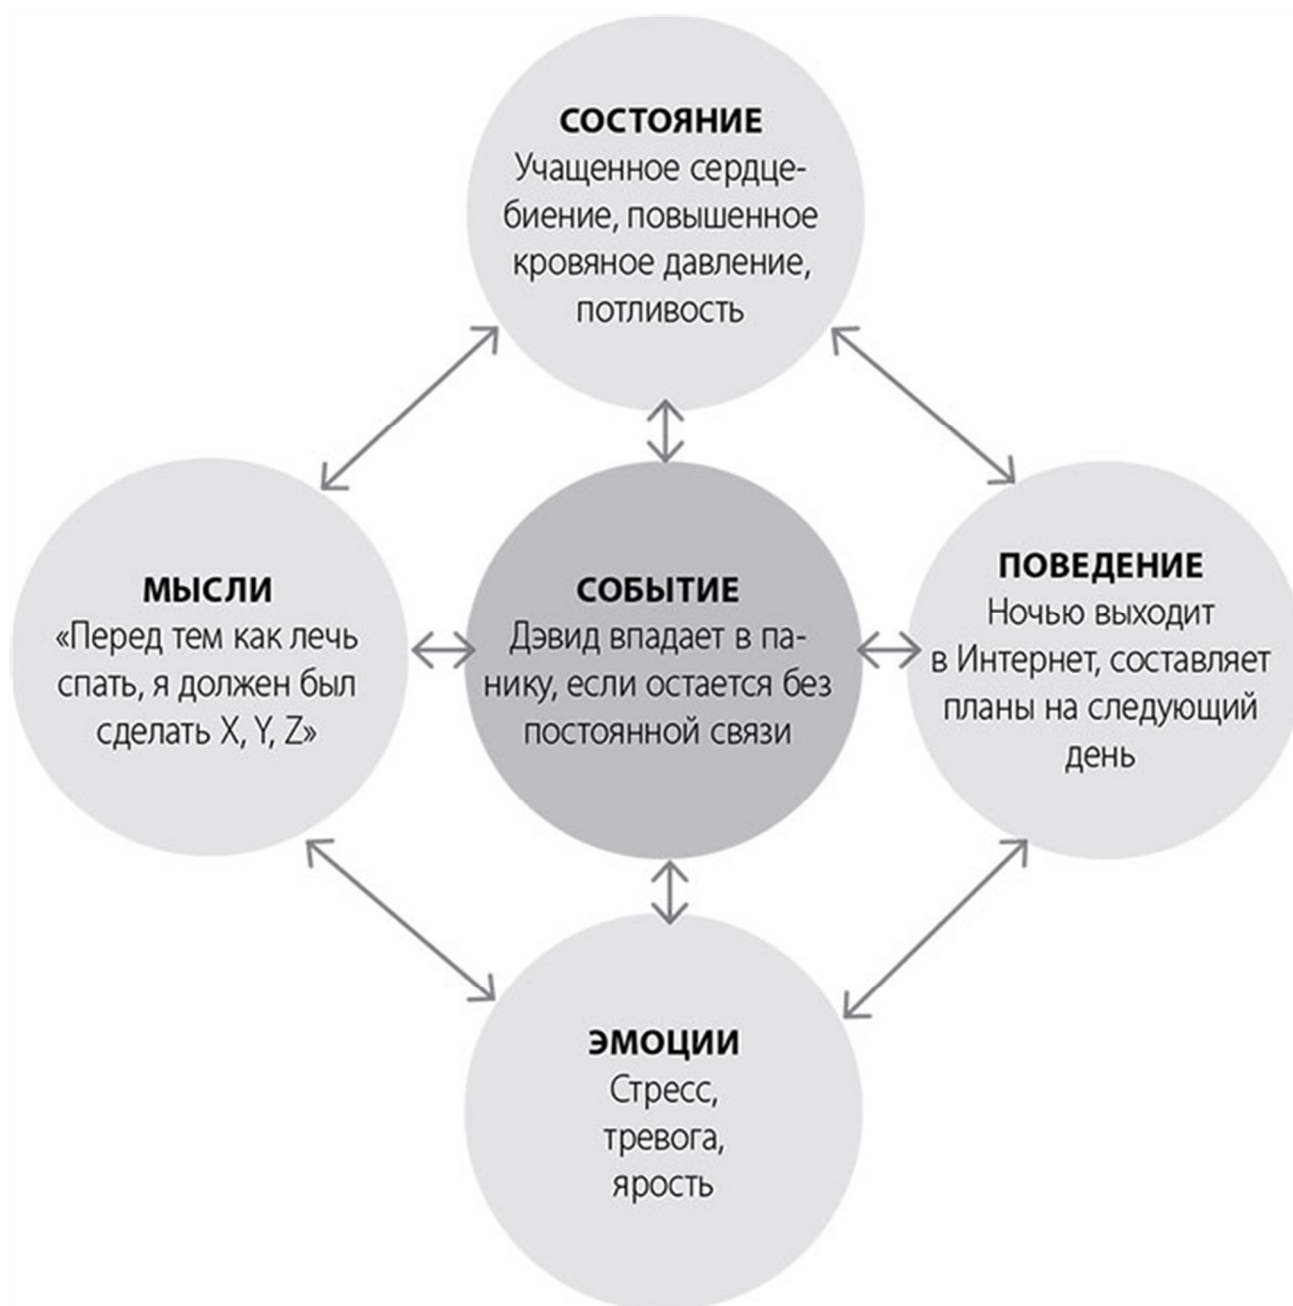 СОСТОЯНИЕ
Учащенное сердце-
биение, повышенное
кровяное давление,
потливость
МЫСЛИ
«Перед тем как лечь
спать, я должен был
сделать X, Y, Z»
СОБЫТИЕ
Дэвид впадает в па-
нику, если остается без
постоянной связи
ПОВЕДЕНИЕ
Ночью выходит
в Интернет, составляет
планы на следующий
день
ЭМОЦИИ
Стресс,
тревога,
ярость